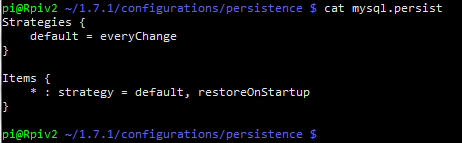 pi@Rpiv2 ~/1.7.1/configurations/persistence $ cat mysql.persist
Strategies {
    default = everyChange
}

Items {
    * : strategy = default, restoreOnStartup
}
pi@Rpiv2 ~/1.7.1/configurations/persistence $